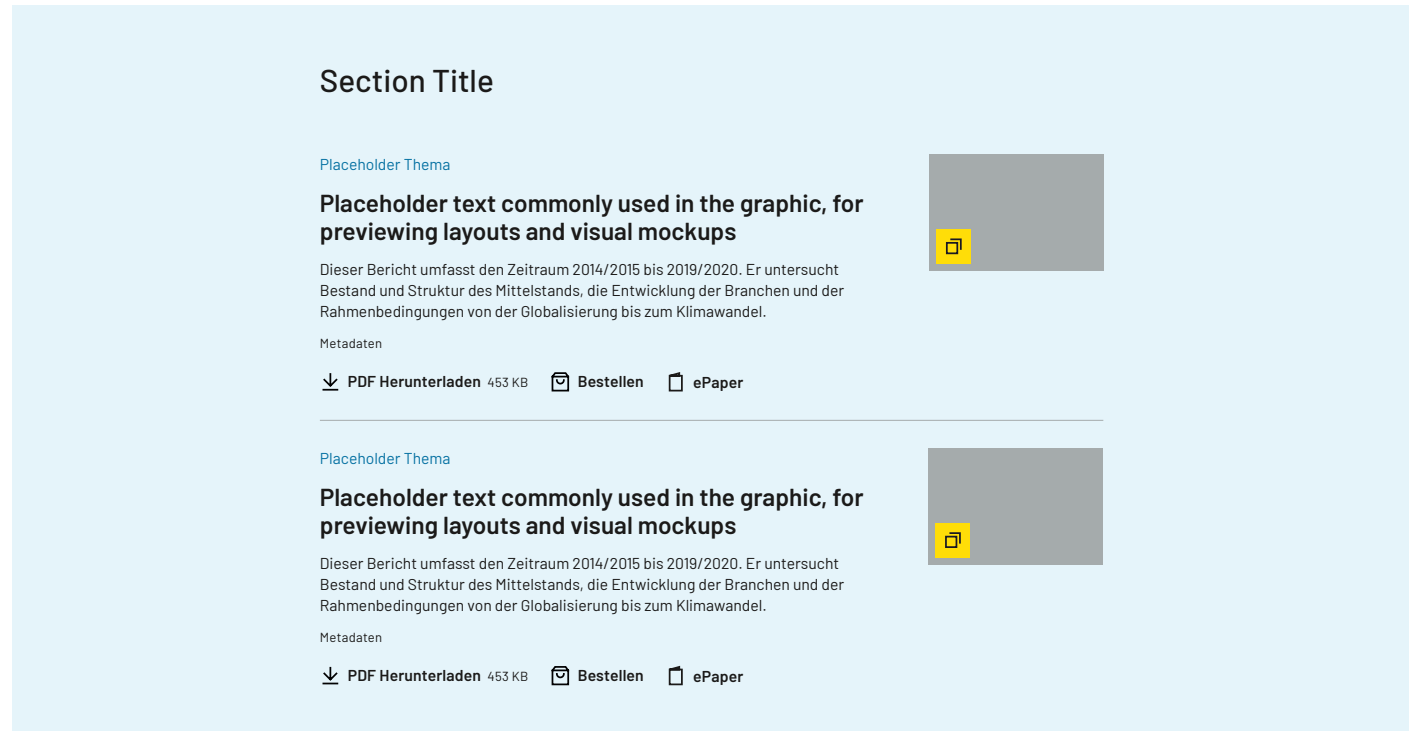 Section Title
Placeholder Thema
Placeholder text commonly used in the graphic, for
previewing layouts and visual mockups
Dieser Bericht umfasst den Zeitraum 2014/2015 bis 2019/2020. Er untersucht
Bestand und Struktur des Mittelstands, die Entwicklung der Branchen und der
Rahmenbedingungen von der Globalisierung bis zum Klimawandel.
Metadaten
PDF Herunterladen 453 KB Bestellen ePaper
Placeholder Thema
Placeholder text commonly used in the graphic, for
previewing layouts and visual mockups
Dieser Bericht umfasst den Zeitraum 2014/2015 bis 2019/2020. Er untersucht
Bestand und Struktur des Mittelstands, die Entwicklung der Branchen und der
Rahmenbedingungen von der Globalisierung bis zum Klimawandel.
Metadaten
PDF Herunterladen 453 KB Bestellen ePaper